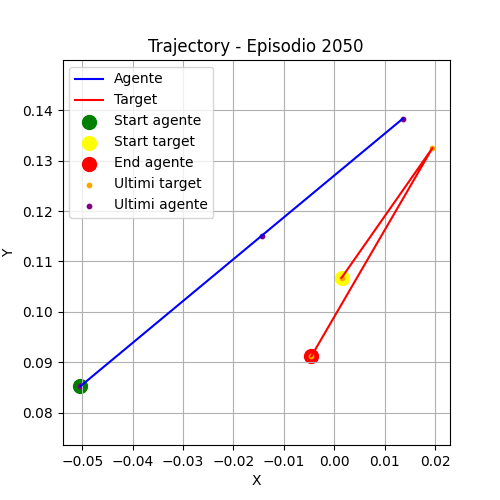 Trajectory - Episodio 2050
Agente
Target
Start agente
Start target
End agente
Ultimi target
Ultimi agente
Y
0.14
0.13
0.12
0.11
0.10
0.09
0.08
−0.05 −0.04 −0.03 −0.02 −0.01 0.00 0.01 0.02
X